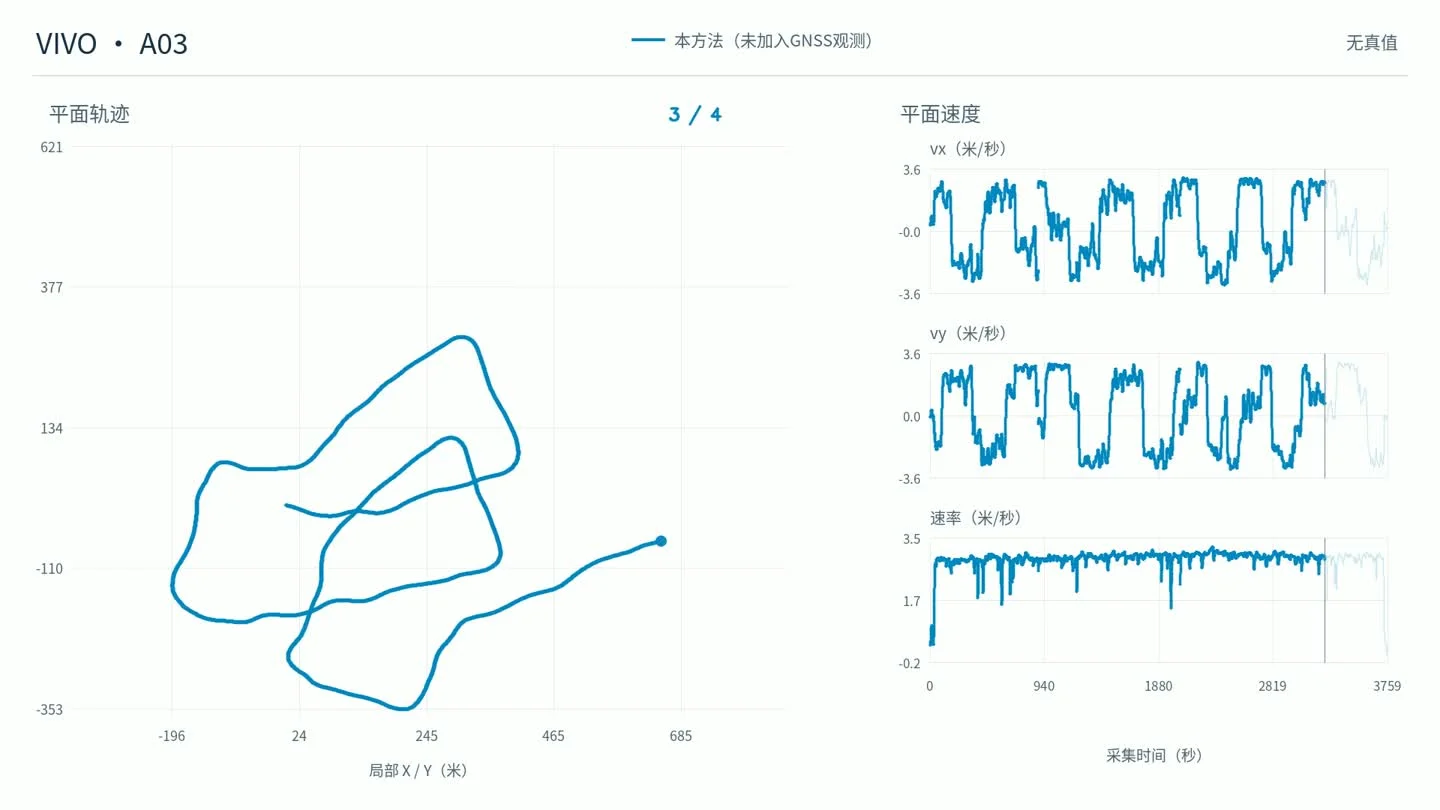 VIVO · A03
本方法（未加入GNSS观测）
无真值
平面轨迹
3 / 4
621
377
134
-110
-353
-196
24
245
465
685
局部 X / Y（米）
平面速度
vx（米/秒）
3.6
-0.0
-3.6
vy（米/秒）
3.6
0.0
-3.6
速率（米/秒）
3.5
1.7
-0.2
0
940
1880
2819
3759
采集时间（秒）